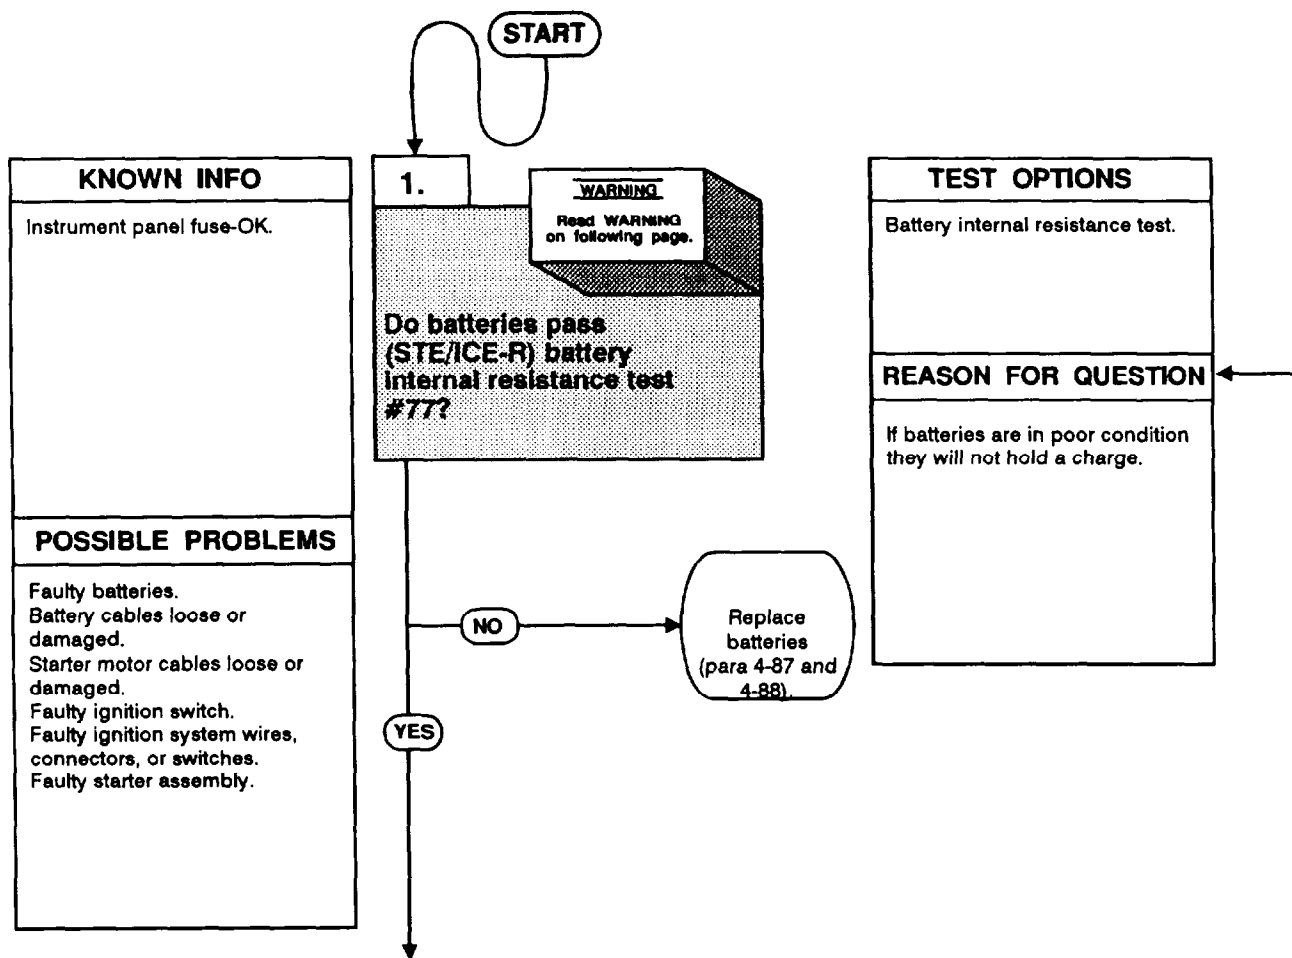 START
KNOWN INFO
Instrument panel fuse-OK.
POSSIBLE PROBLEMS
Faulty batteries.
Battery cables loose or
damaged.
Starter motor cables loose or
damaged.
Faulty ignition switch.
Faulty ignition system wires,
connectors, or switches.
Faulty starter assembly.
1.
WARNING
Read WARNING
on following page.
Do batteries pass
(STE/ICE-R) battery
internal resistance test
#77?
NO
Replace
batteries
(para 4-87 and
4-88).
YES
TEST OPTIONS
Battery internal resistance test.
REASON FOR QUESTION
If batteries are in poor condition
they will not hold a charge.